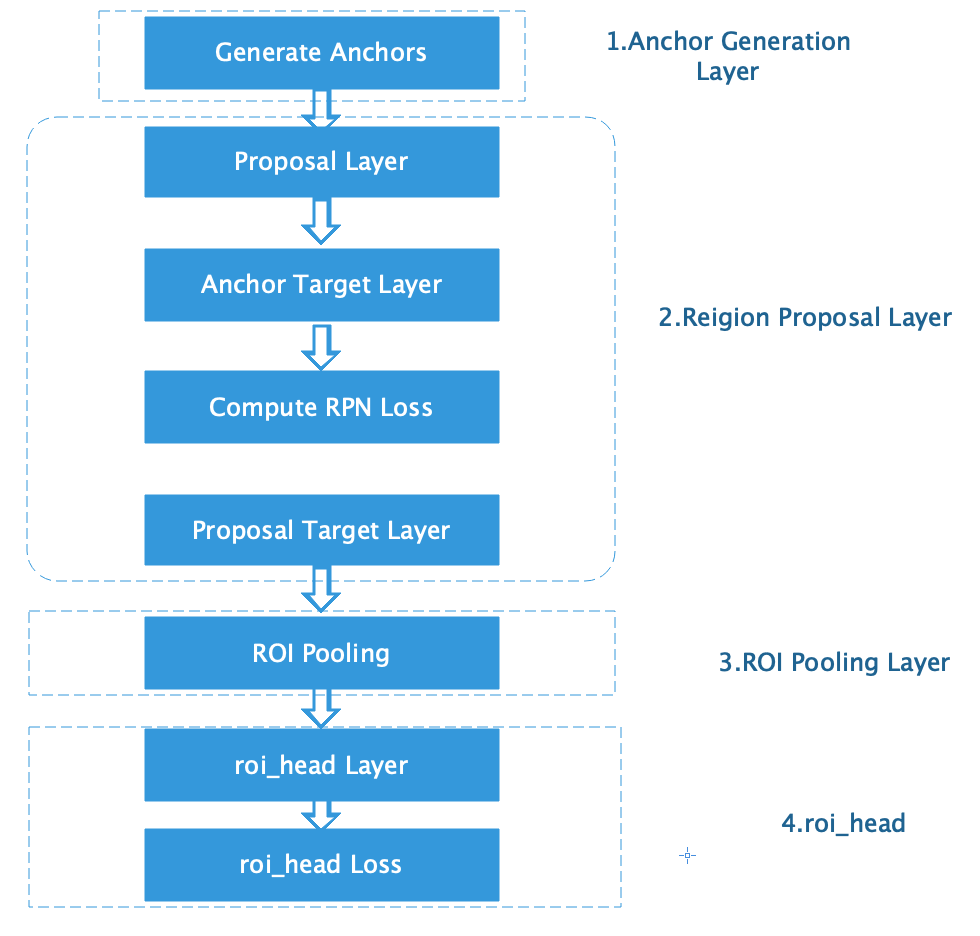 Generate Anchors
1.Anchor Generation
Layer
Proposal Layer
Anchor Target Layer
2.Reigion Proposal Layer
Compute RPN Loss
Proposal Target Layer
ROI Pooling
3.ROI Pooling Layer
roi_head Layer
4.roi_head
roi_head Loss